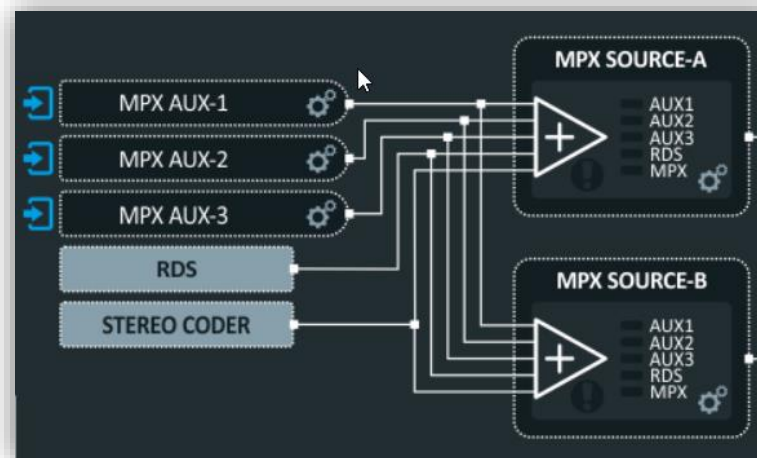 MPX SOURCE-A
MPX AUX-1
AUX1
AUX2
AUX3
RDS
MPX
MPX AUX-2
MPX AUX-3
RDS
STEREO CODER
MPX SOURCE-B
AUX1
AUX2
AUX3
RDS
MPX